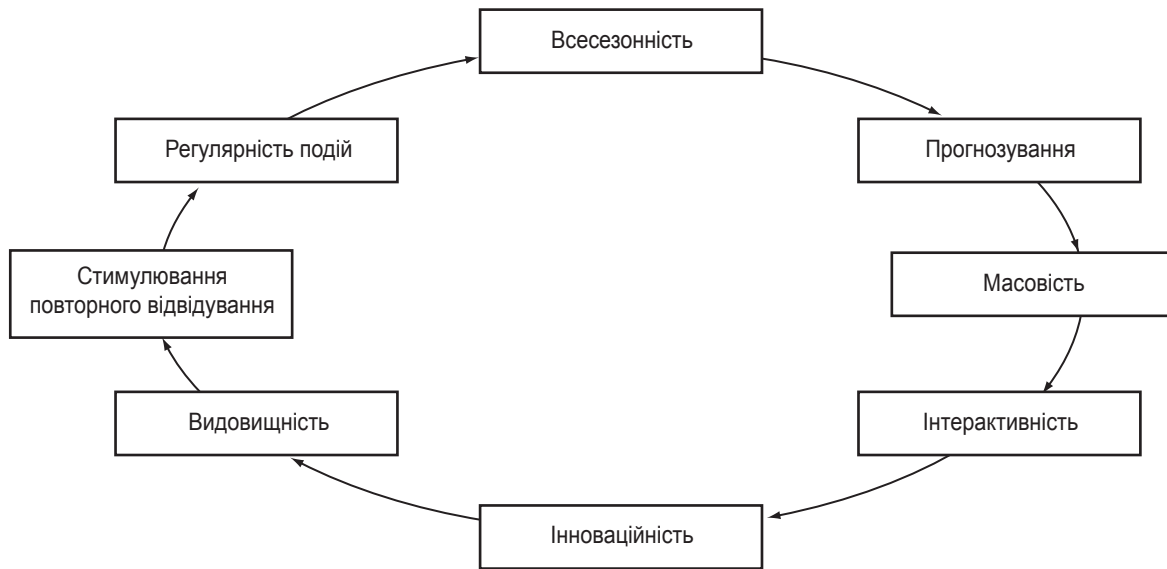 Всесезонність
Прогнозування
Масовість
Інтерактивність
Інноваційність
Видовищність
Стимулювання
повторного відвідування
Регулярність подій